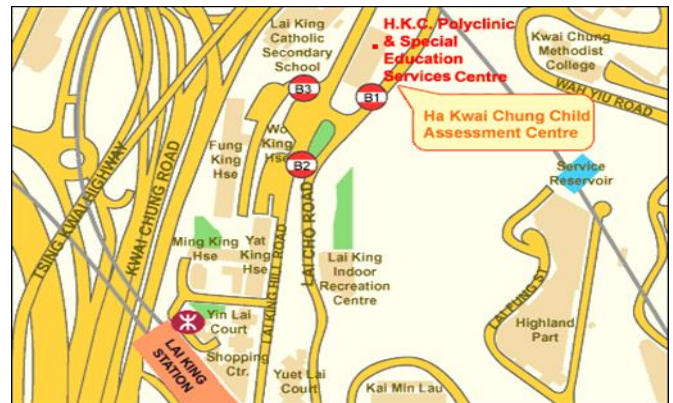 Lai King
Catholic
Secondary
School
H.K.C. Polyclinic
& Special
Education
Services Centre
Kwai Chung
Methodist
College
WAH YIU ROAD
B3
B1
Ha Kwai Chung Child
Assessment Centre
Wo
King
Hse
Fung
King
Hse
B2
Service
Reservoir
TSING KWAI HIGHWAY
KWAI CHUNG ROAD
LAI KING HILL ROAD
LAI CHO ROAD
Ming King
Hse
Yat
King
Hse
Lai King
Indoor
Recreation
Centre
LAI FUNG ST
Highland
Part
Yin Lai
Court
LAI KING
STATION
Shopping
Ctr.
Yuet Lai
Court
Kai Min Lau